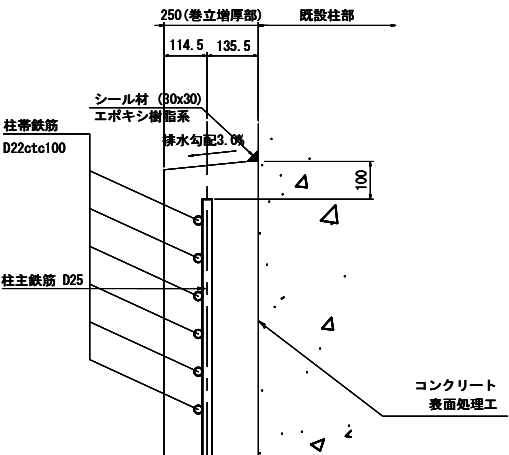 250(巻立増厚部)
既設柱部
114.5
135.5
シール材 (30x30)
エポキシ樹脂系
柱帯鉄筋
D22ctc100
排水勾配3.0%
100
柱主鉄筋 D25
コンクリート
表面処理工